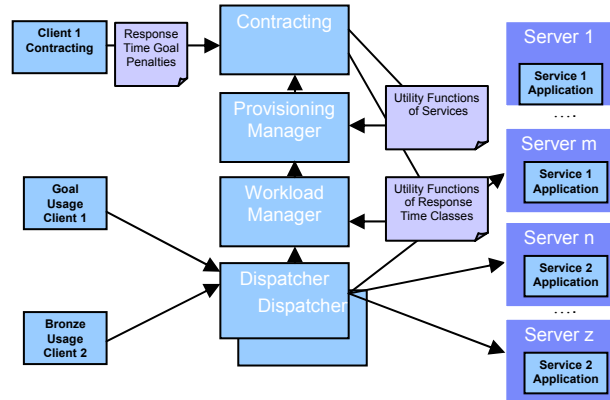 Client 1
Contracting
Response
Time Goal
Penalties
Contracting
Server 1
Service 1
Application
....
Provisioning
Manager
Utility Functions
of Services
Server m
Service 1
Application
Goal
Usage
Client 1
Workload
Manager
Utility Functions
of Response
Time Classes
Server n
Service 2
Application
....
Dispatcher
Dispatcher
Bronze
Usage
Client 2
Server z
Service 2
Application